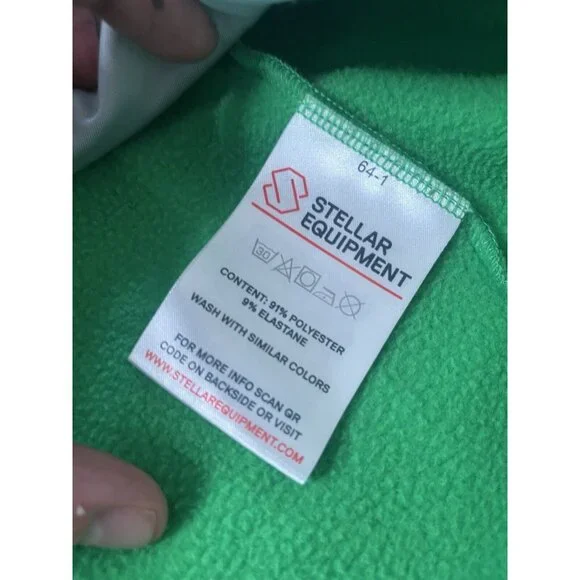 64-1
STELLAR
EQUIPMENT
30
CONTENT: 91% POLYESTER
9% ELASTANE
WASH WITH SIMILAR COLORS
FOR MORE INFO SCAN QR
CODE ON BACKSIDE OR VISIT
WWW.STELLAREQUIPMENT.COM